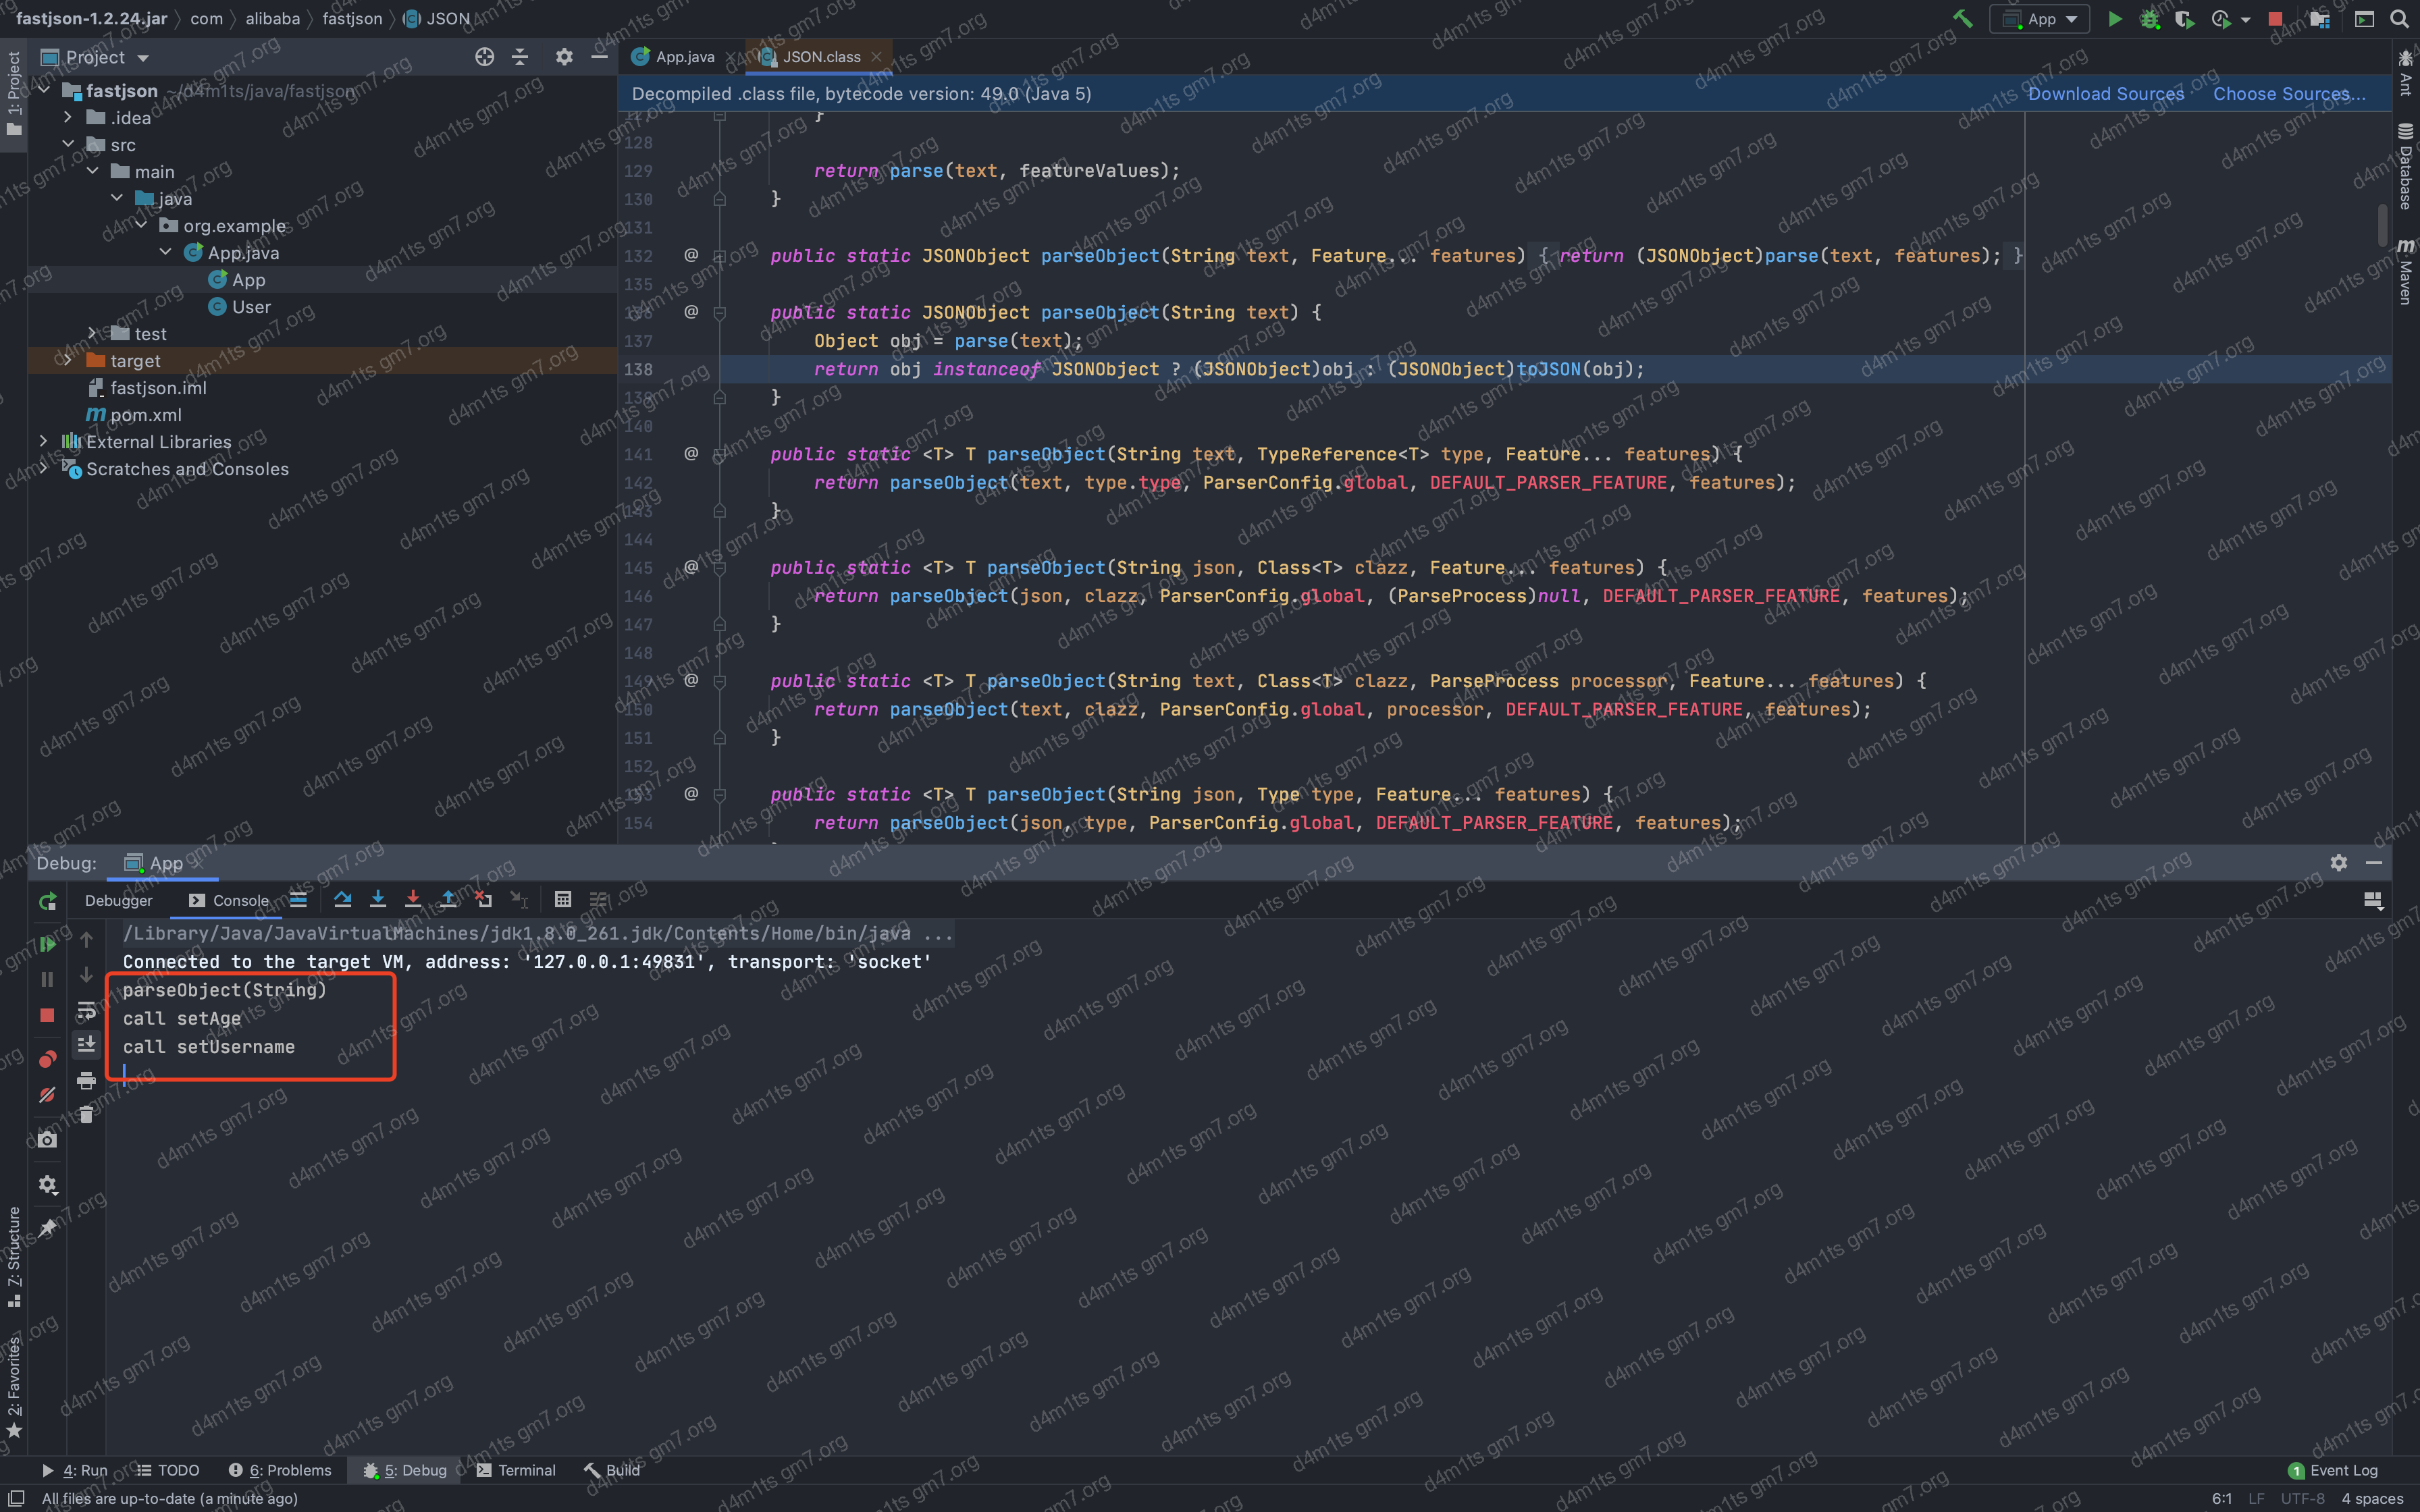 fastjson-1.2.24.jar com alibaba fastjson JSON
App
Project
App.java JSON.class
fastjson ~/d4m1ts/java/fastjson
.idea
src
main
java
org.example
App.java
App
User
test
target
fastjson.iml
pom.xml
External Libraries
Scratches and Consoles
1: Project
7: Structure
2: Favorites
Ant
Database
Maven
Decompiled .class file, bytecode version: 49.0 (Java 5) Download Sources Choose Sources...
127 }
128
129 return parse(text, featureValues);
130 }
131
132 @ public static JSONObject parseObject(String text, Feature... features) { return (JSONObject)parse(text, features); }
135
136 @ public static JSONObject parseObject(String text) {
137 Object obj = parse(text);
138 return obj instanceof JSONObject ? (JSONObject)obj : (JSONObject)toJSON(obj);
139 }
140
141 @ public static <T> T parseObject(String text, TypeReference<T> type, Feature... features) {
142 return parseObject(text, type.type, ParserConfig.global, DEFAULT_PARSER_FEATURE, features);
143 }
144
145 @ public static <T> T parseObject(String json, Class<T> clazz, Feature... features) {
146 return parseObject(json, clazz, ParserConfig.global, (ParseProcess)null, DEFAULT_PARSER_FEATURE, features);
147 }
148
149 @ public static <T> T parseObject(String text, Class<T> clazz, ParseProcess processor, Feature... features) {
150 return parseObject(text, clazz, ParserConfig.global, processor, DEFAULT_PARSER_FEATURE, features);
151 }
152
153 @ public static <T> T parseObject(String json, Type type, Feature... features) {
154 return parseObject(json, type, ParserConfig.global, DEFAULT_PARSER_FEATURE, features);
Debug: App
Debugger Console
/Library/Java/JavaVirtualMachines/jdk1.8.0_261.jdk/Contents/Home/bin/java ...
Connected to the target VM, address: '127.0.0.1:49831', transport: 'socket'
parseObject(String)
call setAge
call setUsername
4: Run TODO 6: Problems 5: Debug Terminal Build 1 Event Log
All files are up-to-date (a minute ago) 6:1 LF UTF-8 4 spaces
d4m1ts gm7.org